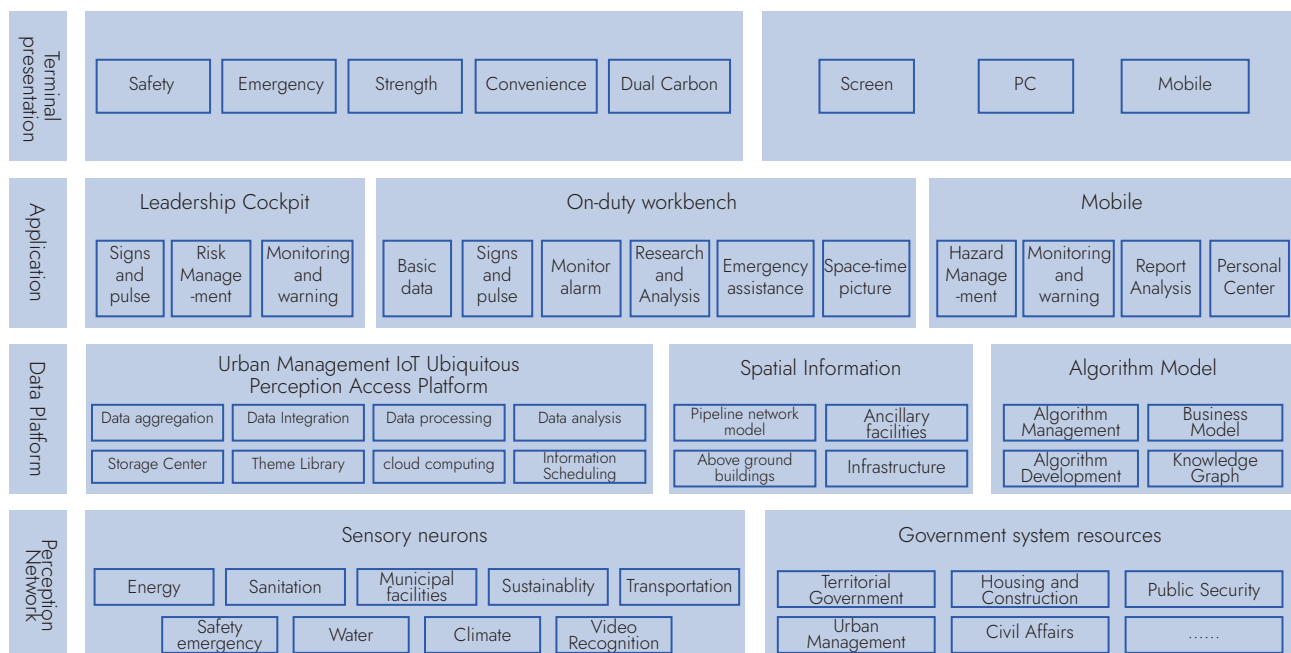 Terminal
presentation
Safety
Emergency
Strength
Convenience
Dual Carbon
Screen
PC
Mobile
Application
Leadership Cockpit
Signs
and
pulse
Risk
Manage
-ment
Monitoring
and
warning
On-duty workbench
Basic
data
Signs
and
pulse
Monitor
alarm
Research
and
Analysis
Emergency
assistance
Space-time
picture
Mobile
Hazard
Manage
-ment
Monitoring
and
warning
Report
Analysis
Personal
Center
Data Platform
Urban Management IoT Ubiquitous
Perception Access Platform
Data aggregation
Data Integration
Data processing
Data analysis
Storage Center
Theme Library
cloud computing
Information
Scheduling
Spatial Information
Pipeline network
model
Ancillary
facilities
Above ground
buildings
Infrastructure
Algorithm Model
Algorithm
Management
Business
Model
Algorithm
Development
Knowledge
Graph
Perception
Network
Sensory neurons
Energy
Sanitation
Municipal
facilities
Sustainablity
Transportation
Safety
emergency
Water
Climate
Video
Recognition
Government system resources
Territorial
Government
Housing and
Construction
Public Security
Urban
Management
Civil Affairs
......